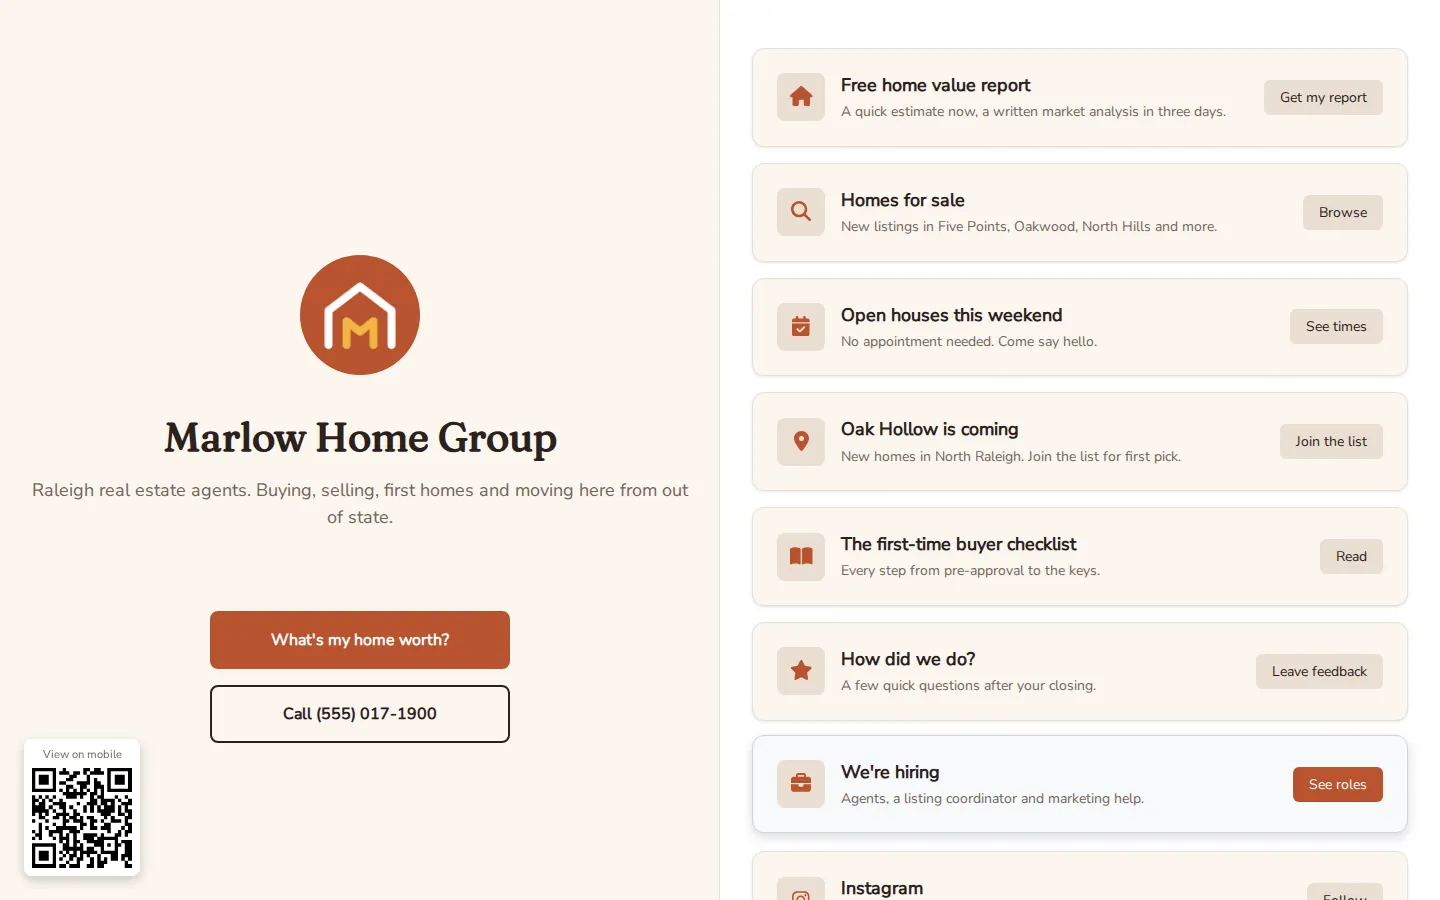 M
Marlow Home Group
Raleigh real estate agents. Buying, selling, first homes and moving here from out
of state.
What's my home worth?
Call (555) 017-1900
View on mobile
Free home value report
A quick estimate now, a written market analysis in three days.
Get my report
Homes for sale
New listings in Five Points, Oakwood, North Hills and more.
Browse
Open houses this weekend
No appointment needed. Come say hello.
See times
Oak Hollow is coming
New homes in North Raleigh. Join the list for first pick.
Join the list
The first-time buyer checklist
Every step from pre-approval to the keys.
Read
How did we do?
A few quick questions after your closing.
Leave feedback
We're hiring
Agents, a listing coordinator and marketing help.
See roles
Instagram
Follow